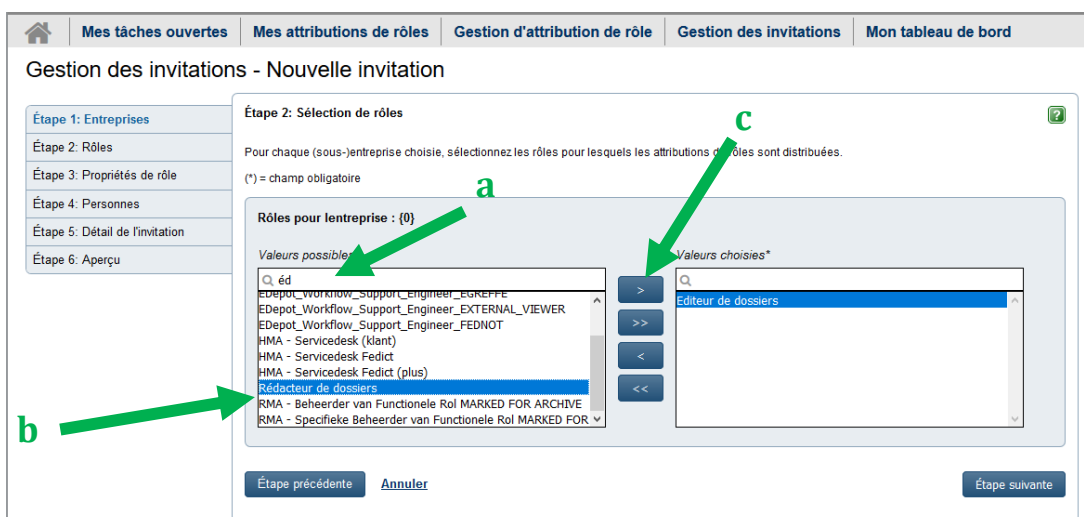 Mes tâches ouvertes Mes attributions de rôles Gestion d'attribution de rôle Gestion des invitations Mon tableau de bord
Gestion des invitations - Nouvelle invitation
Étape 1: Entreprises
Étape 2: Rôles
Étape 3: Propriétés de rôle
Étape 4: Personnes
Étape 5: Détail de l'invitation
Étape 6: Aperçu
Étape 2: Sélection de rôles
?
c
Pour chaque (sous-)entreprise choisie, sélectionnez les rôles pour lesquels les attributions de rôles sont distribuées.
(*) = champ obligatoire
a
Rôles pour lentreprise : {0}
Valeurs possibles
éd
EDepot_Workflow_Support_Engineer_EGREFFE
EDepot_Workflow_Support_Engineer_EXTERNAL_VIEWER
EDepot_Workflow_Support_Engineer_FEDNOT
HMA - Servicedesk (klant)
HMA - Servicedesk Fedict
HMA - Servicedesk Fedict (plus)
Rédacteur de dossiers
RMA - Beheerder van Functionele Rol MARKED FOR ARCHIVE
RMA - Specifieke Beheerder van Functionele Rol MARKED FOR
b
>
>>
<
<<
Valeurs choisies*
Editeur de dossiers
Étape précédente Annuler Étape suivante